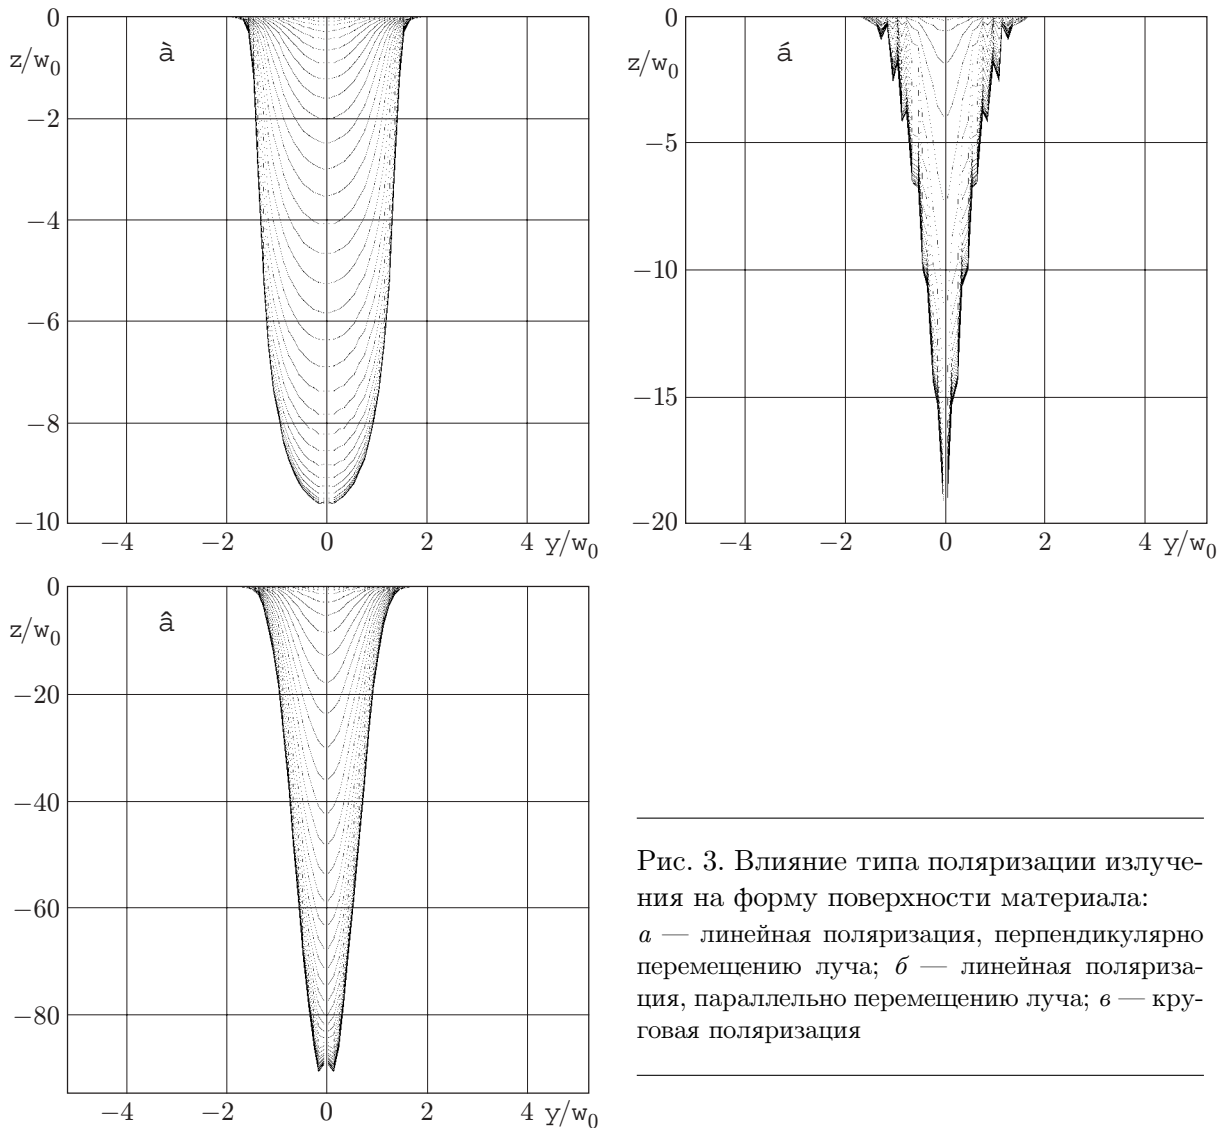 0
à
z/w0
−2
−4
−6
−8
−10
−4
−2
0
2
4
y/w0
0
á
z/w0
−5
−10
−15
−20
−4
−2
0
2
4
y/w0
0
â
z/w0
−20
−40
−60
−80
−4
−2
0
2
4
y/w0
Рис. 3. Влияние типа поляризации излуче-
ния на форму поверхности материала:
а — линейная поляризация, перпендикулярно
перемещению луча; б — линейная поляриза-
ция, параллельно перемещению луча; в — кру-
говая поляризация